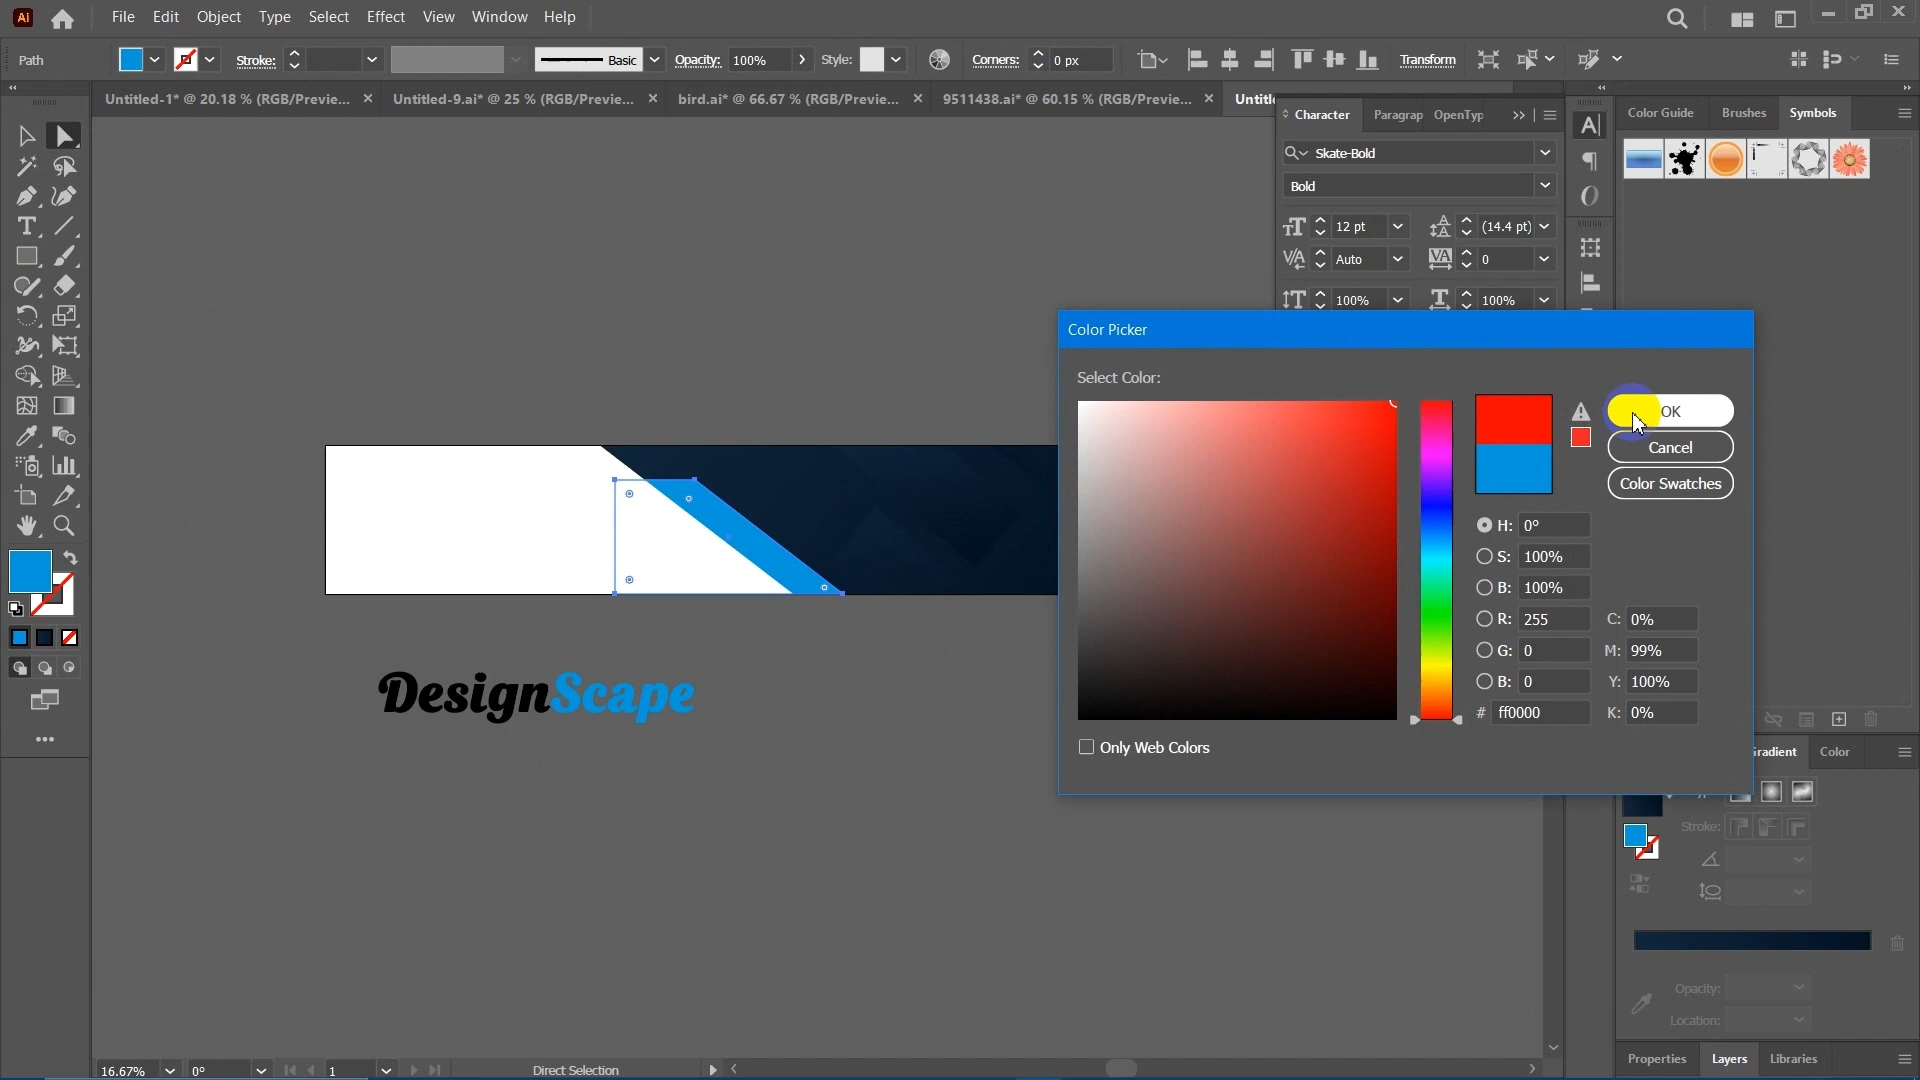 Ai File Edit Object Type Select Effect View Window Help
Path Stroke: Basic Opacity: 100% Style: Corners: 0 px Transform
Untitled-1* @ 20.18 % (RGB/Previe... Untitled-9.ai* @ 25 % (RGB/Previe... bird.ai* @ 66.67 % (RGB/Previe... 9511438.ai* @ 60.15 % (RGB/Previe... Untitl
Character Paragrap OpenTyp
Color Guide Brushes Symbols
Skate-Bold
Bold
12 pt (14.4 pt)
Auto 0
100% 100%
Color Picker
Select Color:
OK
Cancel
Color Swatches
H: 0°
S: 100%
B: 100%
R: 255 C: 0%
G: 0 M: 99%
B: 0 Y: 100%
# ff0000 K: 0%
Only Web Colors
DesignScape
Gradient Color
Stroke:
Opacity:
Location:
Properties Layers Libraries
16.67% 0° 1 Direct Selection